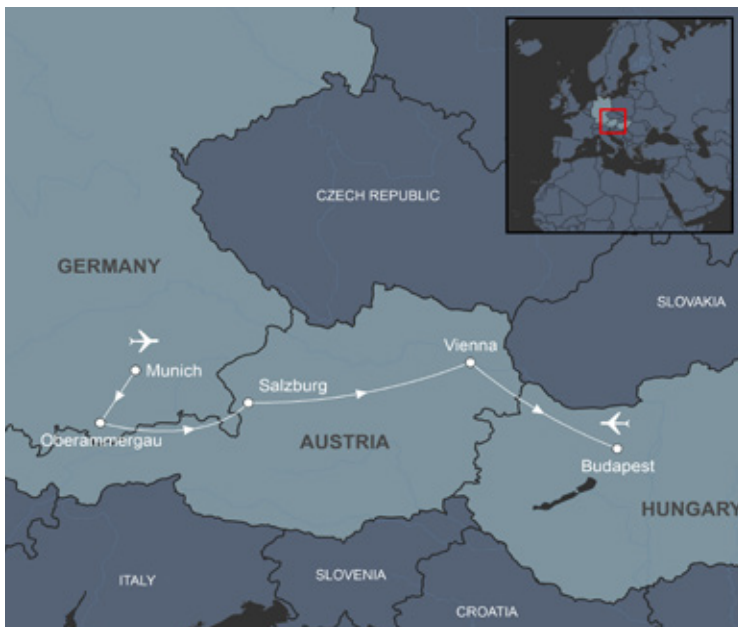 CZECH REPUBLIC
GERMANY
SLOVAKIA
Vienna
Munich
Salzburg
Oberammergau
AUSTRIA
Budapest
HUNGARY
ITALY
SLOVENIA
CROATIA